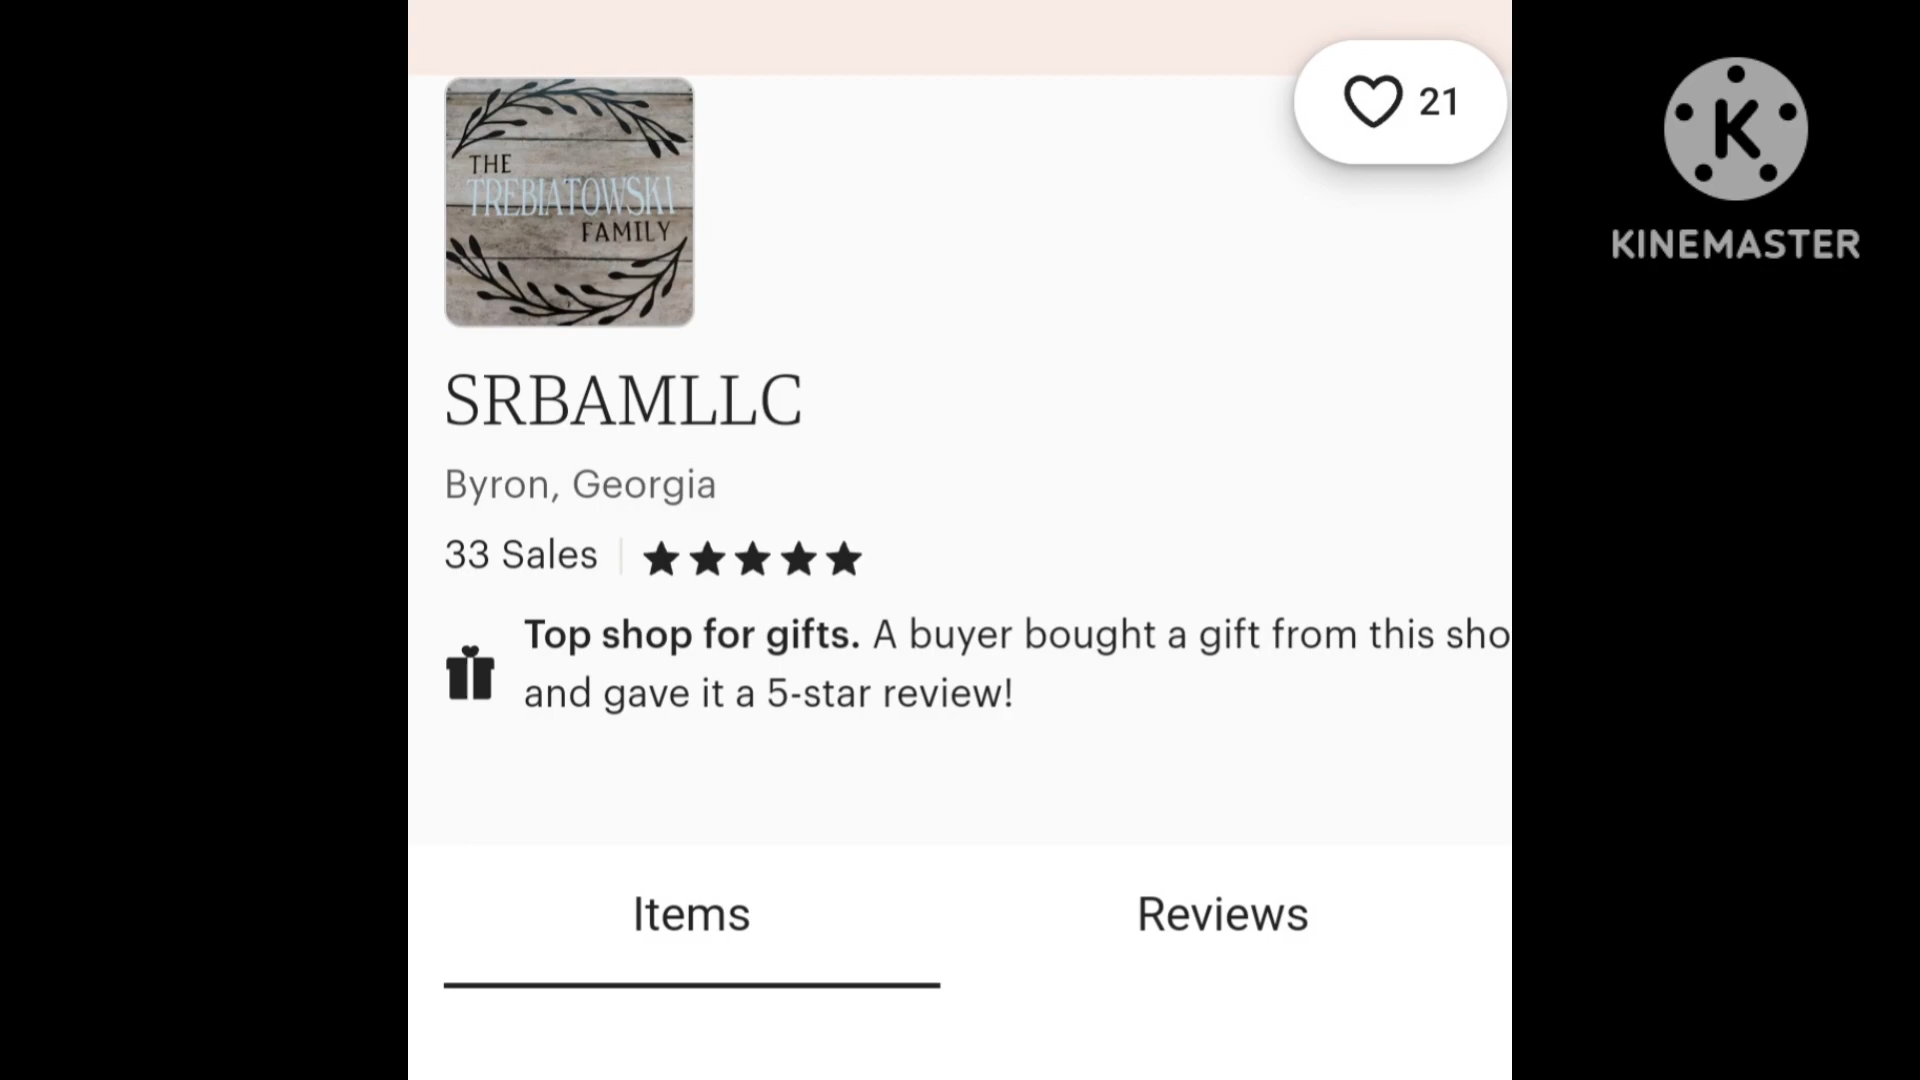 21
THE
TREBIATOWSKI
FAMILY
K
KINEMASTER
SRBAMLLC
Byron, Georgia
33 Sales
Top shop for gifts. A buyer bought a gift from this sho
and gave it a 5-star review!
Items Reviews